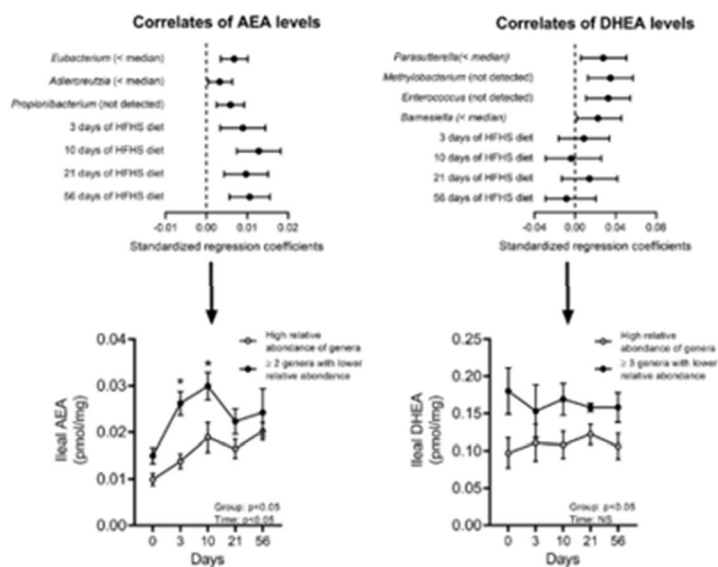 Correlates of AEA levels
Eubacterium (< median)
Adlercreutzia (< median)
Propionibacterium (not detected)
3 days of HFHS diet
10 days of HFHS diet
21 days of HFHS diet
56 days of HFHS diet
-0.01 0.00 0.01 0.02
Standardized regression coefficients
Correlates of DHEA levels
Parasutterella(< median)
Methylobacterium (not detected)
Enterococcus (not detected)
Barnesiella (< median)
3 days of HFHS diet
10 days of HFHS diet
21 days of HFHS diet
56 days of HFHS diet
-0.04 0.00 0.04 0.08
Standardized regression coefficients
Ileal AEA
(pmol/mg)
0.04
0.03
0.02
0.01
0.00
High relative
abundance of genera
≥ 2 genera with lower
relative abondance
* *
Group: p<0.05
Time: p<0.05
0 3 10 21 56
Days
Ileal DHEA
(pmol/mg)
0.25
0.20
0.15
0.10
0.05
0.00
High relative
abundance of genera
≥ 3 genera with lower
relative abondance
Group: p<0.05
Time: NS
0 3 10 21 56
Days